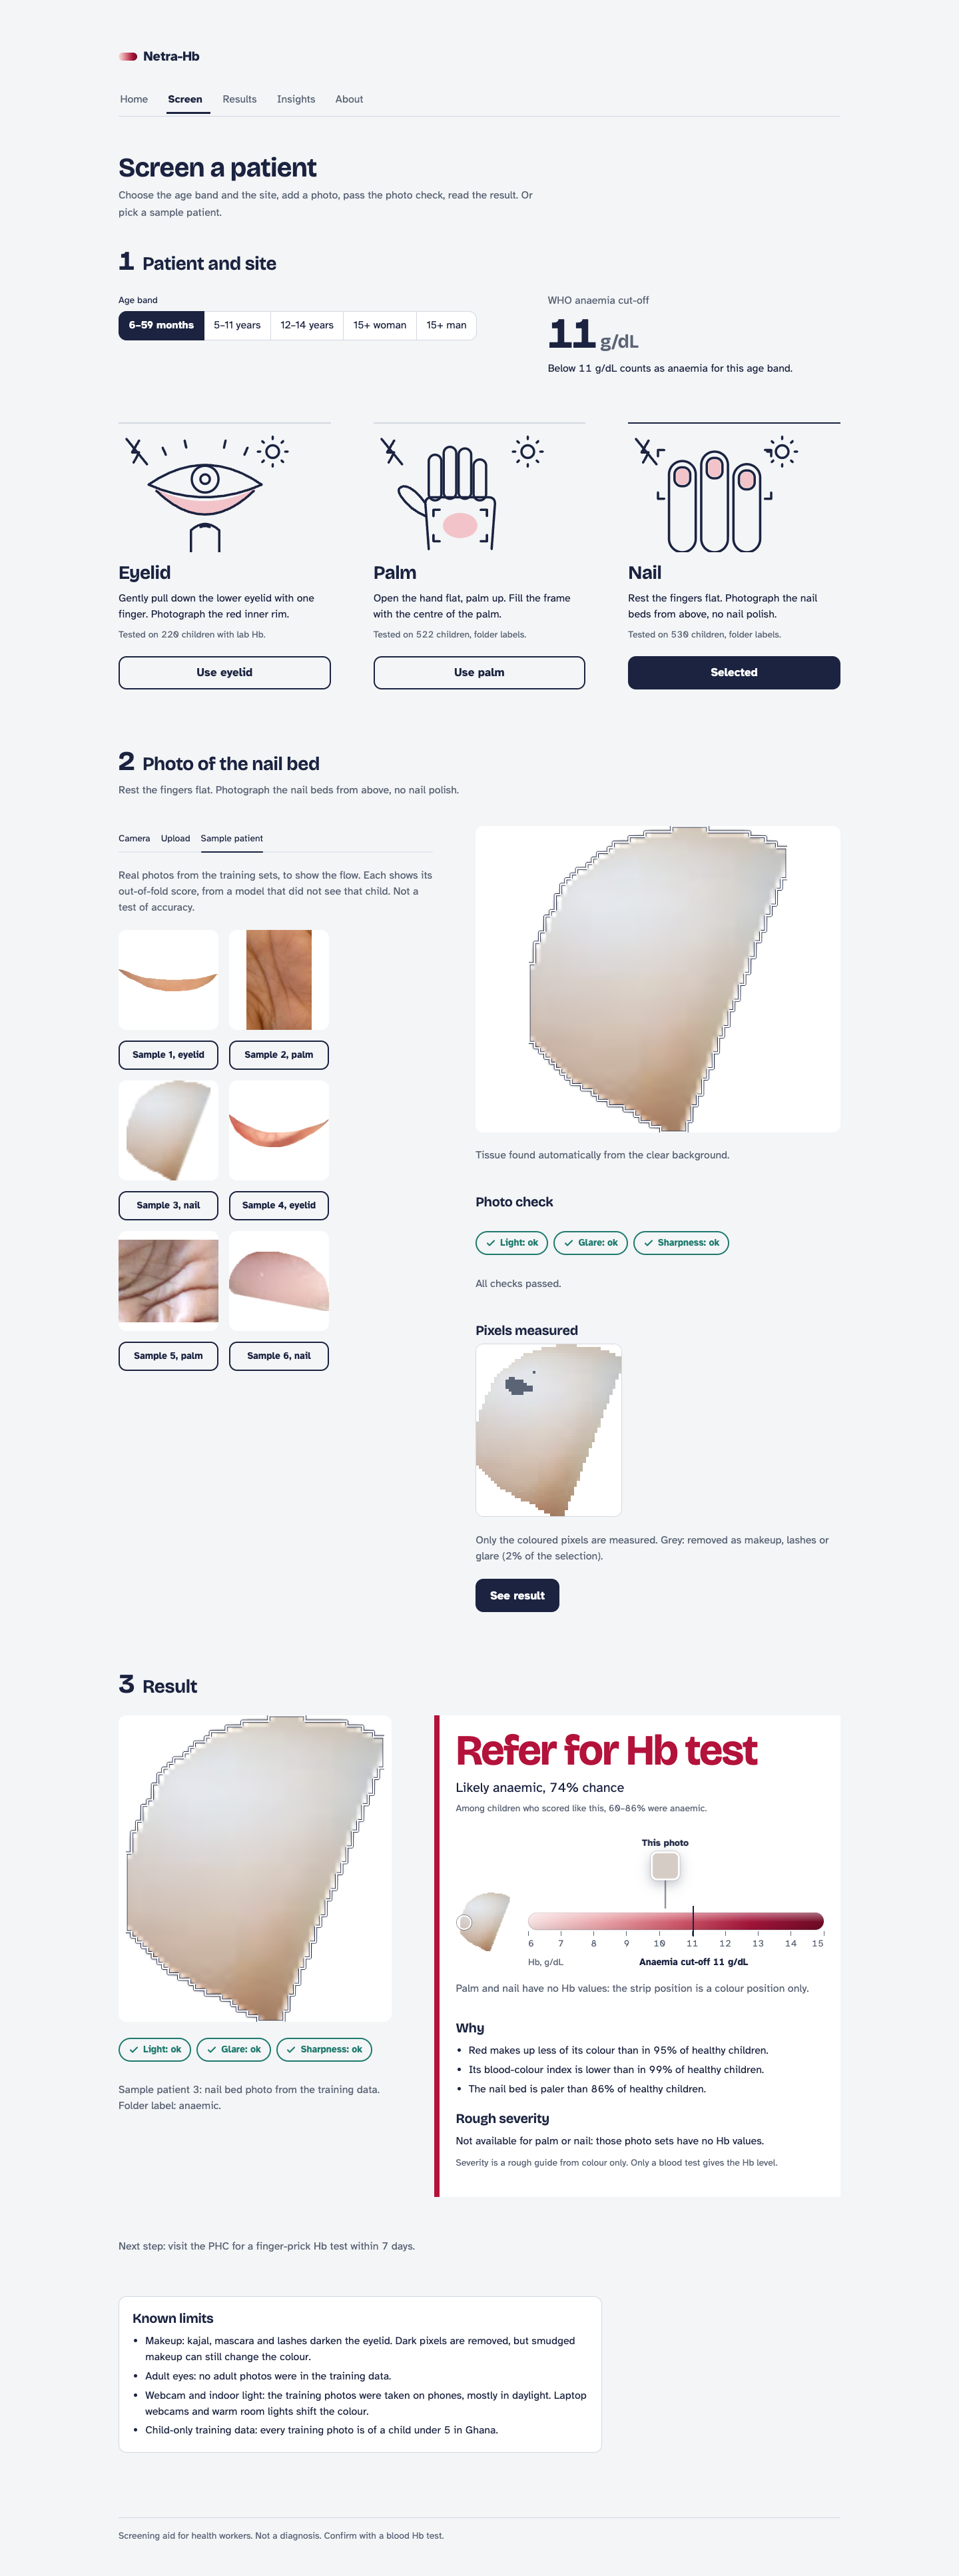 Netra-Hb
Home Screen Results Insights About
Screen a patient
Choose the age band and the site, add a photo, pass the photo check, read the result. Or
pick a sample patient.
1 Patient and site
Age band
6–59 months 5–11 years 12–14 years 15+ woman 15+ man
WHO anaemia cut-off
11 g/dL
Below 11 g/dL counts as anaemia for this age band.
Eyelid
Gently pull down the lower eyelid with one
finger. Photograph the red inner rim.
Tested on 220 children with lab Hb.
Use eyelid
Palm
Open the hand flat, palm up. Fill the frame
with the centre of the palm.
Tested on 522 children, folder labels.
Use palm
Nail
Rest the fingers flat. Photograph the nail
beds from above, no nail polish.
Tested on 530 children, folder labels.
Selected
2 Photo of the nail bed
Rest the fingers flat. Photograph the nail beds from above, no nail polish.
Camera Upload Sample patient
Real photos from the training sets, to show the flow. Each shows its
out-of-fold score, from a model that did not see that child. Not a
test of accuracy.
Sample 1, eyelid
Sample 2, palm
Sample 3, nail
Sample 4, eyelid
Sample 5, palm
Sample 6, nail
Tissue found automatically from the clear background.
Photo check
Light: ok Glare: ok Sharpness: ok
All checks passed.
Pixels measured
Only the coloured pixels are measured. Grey: removed as makeup, lashes or
glare (2% of the selection).
See result
3 Result
Light: ok Glare: ok Sharpness: ok
Sample patient 3: nail bed photo from the training data.
Folder label: anaemic.
Refer for Hb test
Likely anaemic, 74% chance
Among children who scored like this, 60–86% were anaemic.
This photo
6 7 8 9 10 11 12 13 14 15
Hb, g/dL
Anaemia cut-off 11 g/dL
Palm and nail have no Hb values: the strip position is a colour position only.
Why
• Red makes up less of its colour than in 95% of healthy children.
• Its blood-colour index is lower than in 99% of healthy children.
• The nail bed is paler than 86% of healthy children.
Rough severity
Not available for palm or nail: those photo sets have no Hb values.
Severity is a rough guide from colour only. Only a blood test gives the Hb level.
Next step: visit the PHC for a finger-prick Hb test within 7 days.
Known limits
• Makeup: kajal, mascara and lashes darken the eyelid. Dark pixels are removed, but smudged
makeup can still change the colour.
• Adult eyes: no adult photos were in the training data.
• Webcam and indoor light: the training photos were taken on phones, mostly in daylight. Laptop
webcams and warm room lights shift the colour.
• Child-only training data: every training photo is of a child under 5 in Ghana.
Screening aid for health workers. Not a diagnosis. Confirm with a blood Hb test.